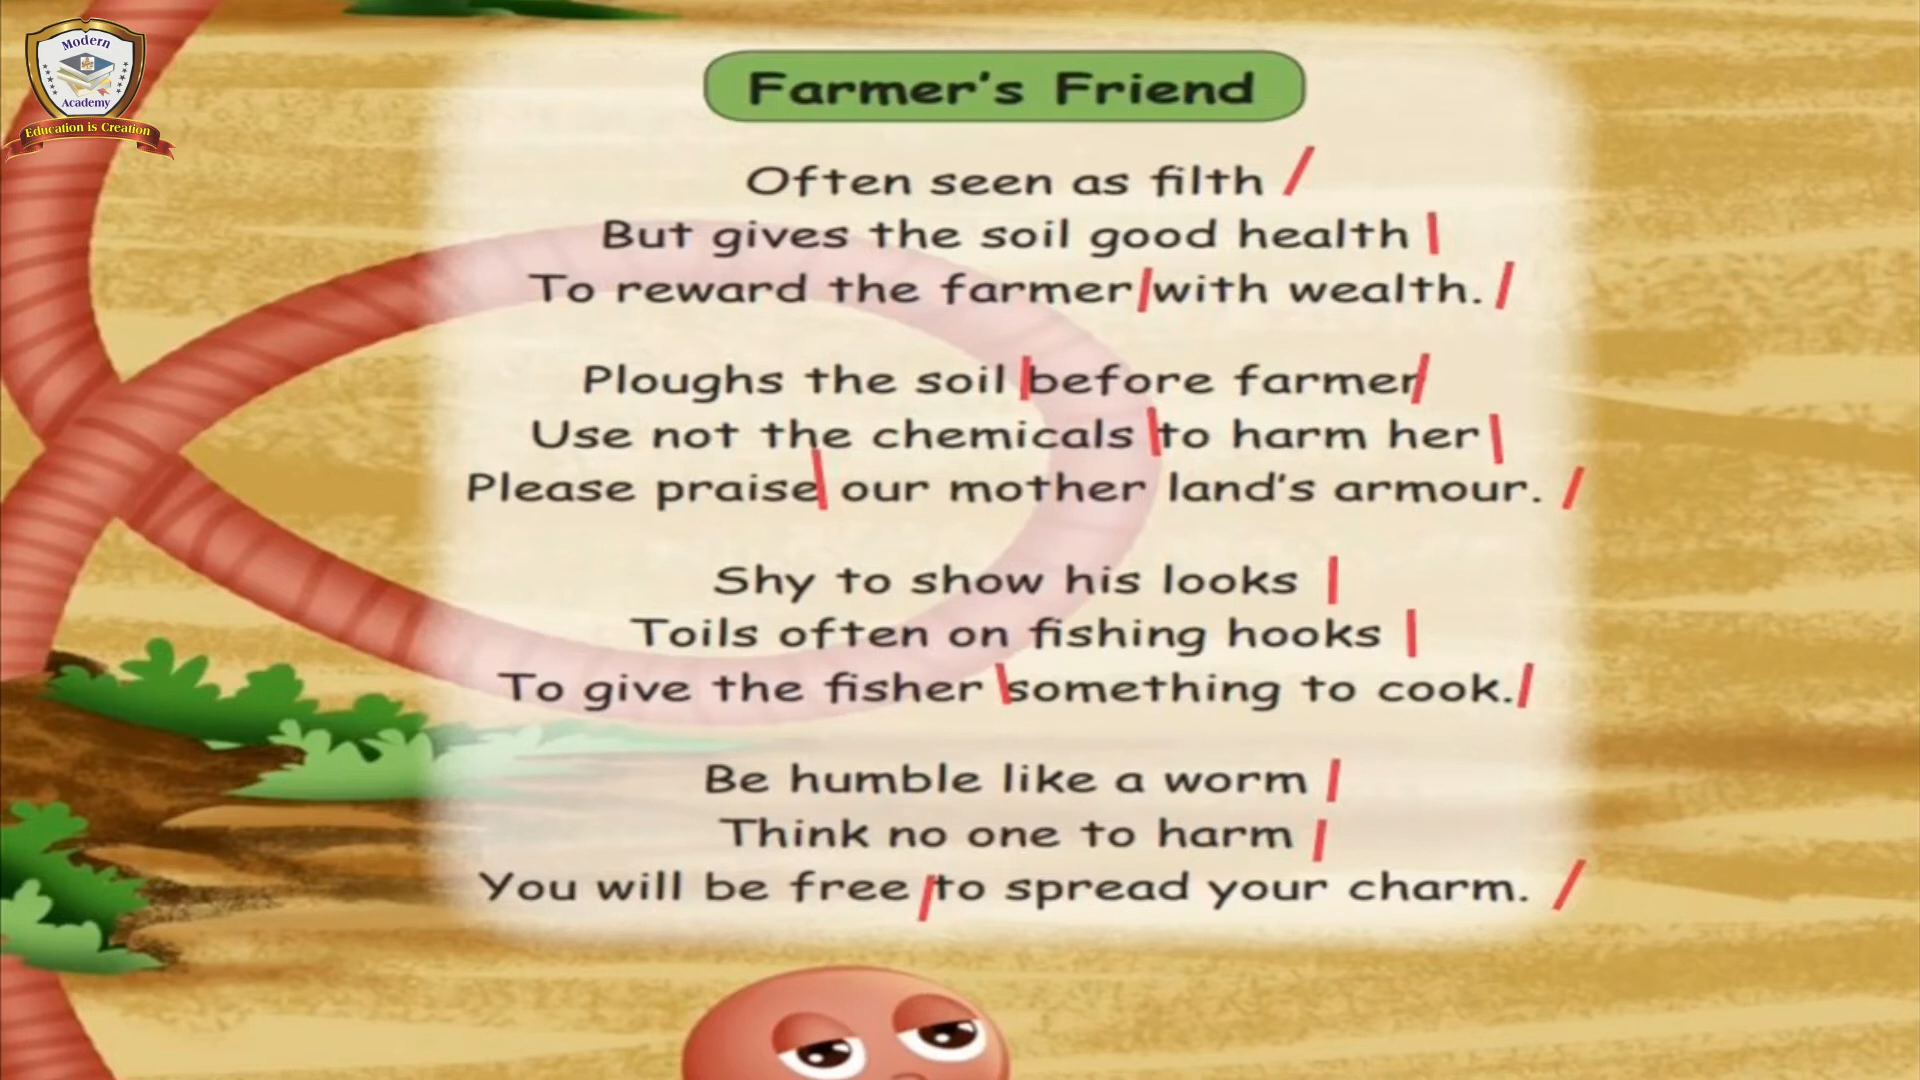 Modern
Academy
Education is Creation
Farmer's Friend
Often seen as filth
But gives the soil good health
To reward the farmer with wealth.
Ploughs the soil before farmer
Use not the chemicals to harm her
Please praise our mother land's armour.
Shy to show his looks
Toils often on fishing hooks
To give the fisher something to cook.
Be humble like a worm
Think no one to harm
You will be free to spread your charm.